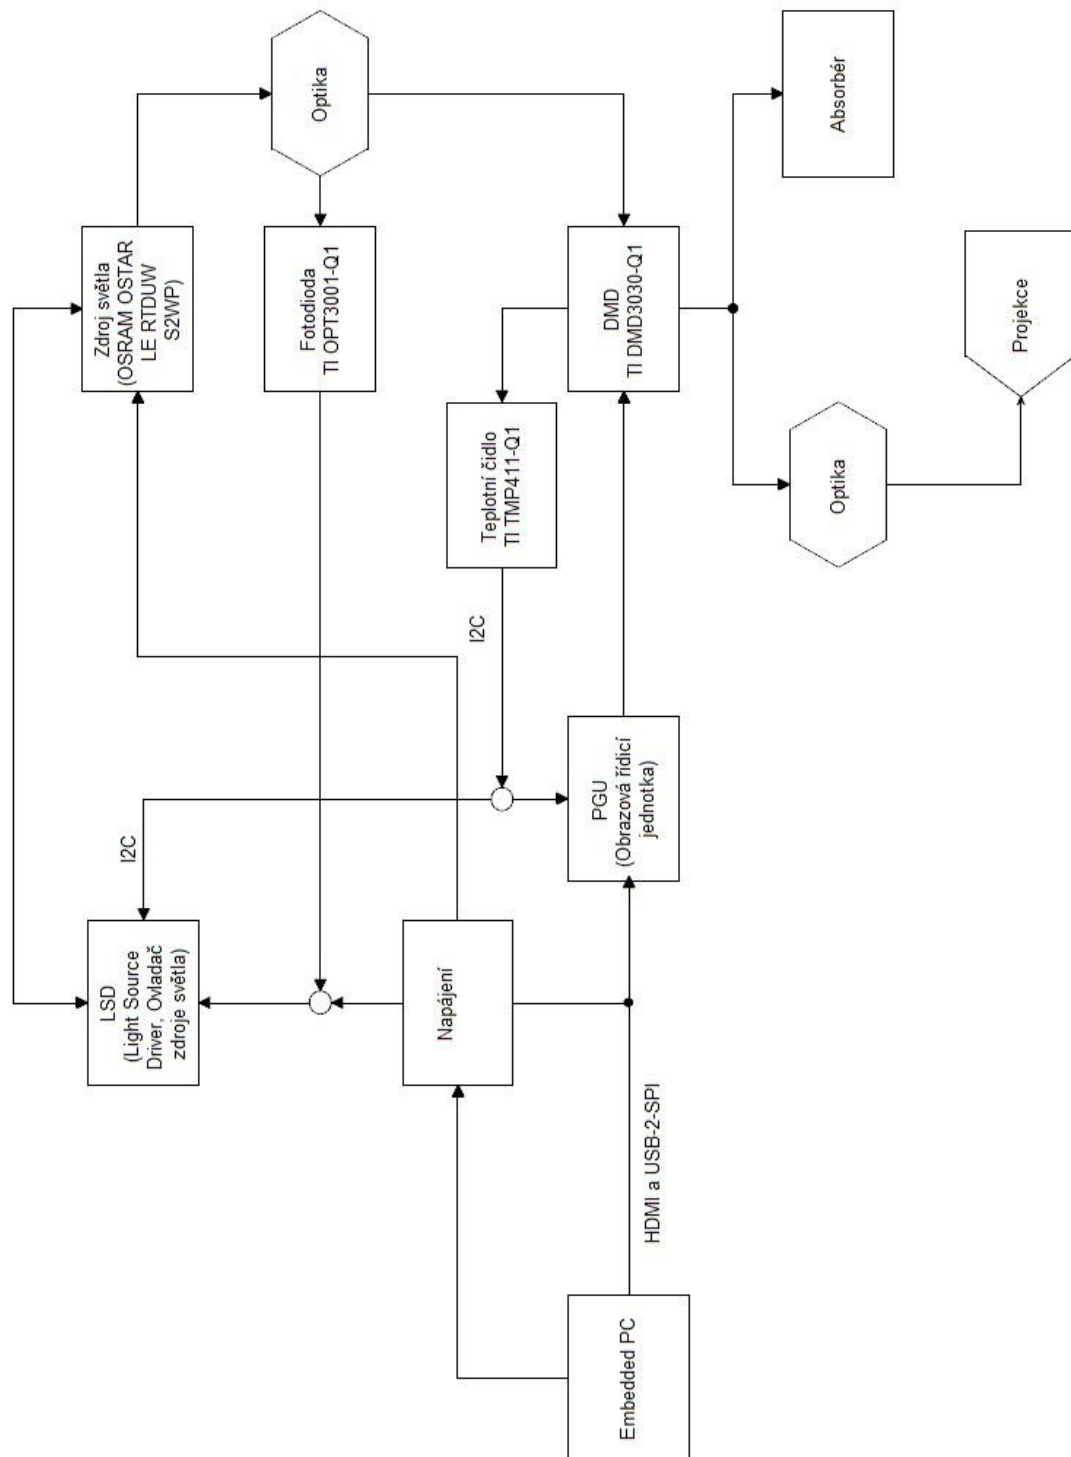 LSD
(Light Source
Driver, Ovladač
zdroje světla)
I2C
Zdroj světla
(OSRAM OSTAR
LE RTDUW
S2WP)
Optika
Fotodioda
TI OPT3001-Q1
Napájení
I2C
Teplotní čidlo
TI TMP411-Q1
Embedded PC
HDMI a USB-2-SPI
PGU
(Obrazová řídicí
jednotka)
DMD
TI DMD3030-Q1
Optika
Absorbér
Projekce